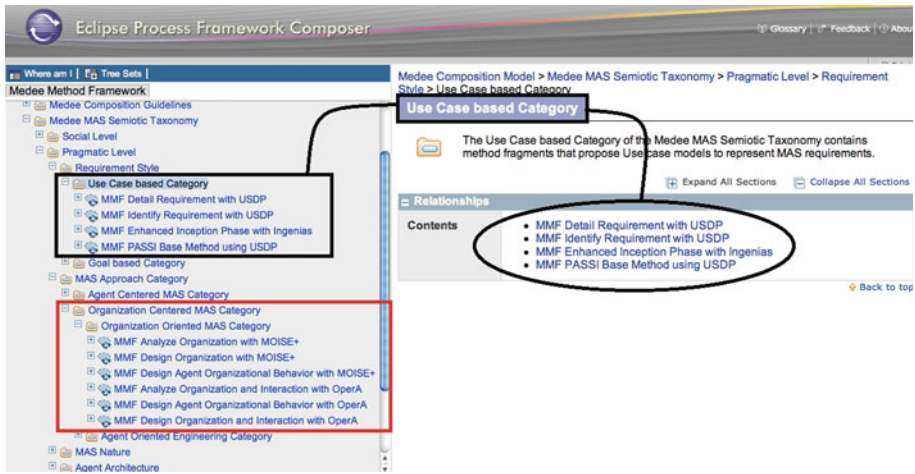 Eclipse Process Framework Composer
Glossary | Feedback | Abou
Where am I | Tree Sets |
Medee Method Framework
Medee Composition Guidelines
Medee MAS Semiotic Taxonomy
Social Level
Pragmatic Level
Requirement Style
Use Case based Category
MMF Detail Requirement with USDP
MMF Identify Requirement with USDP
MMF Enhanced Inception Phase with Ingenias
MMF PASSI Base Method using USDP
Goal based Category
MAS Approach Category
Agent Centered MAS Category
Organization Centered MAS Category
Organization Oriented MAS Category
MMF Analyze Organization with MOISE+
MMF Design Organization with MOISE+
MMF Design Agent Organizational Behavior with MOISE+
MMF Analyze Organization and Interaction with OperA
MMF Design Agent Organizational Behavior with OperA
MMF Design Organization and Interaction with OperA
Agent Oriented Engineering Category
MAS Nature
Agent Architecture
Medee Composition Model > Medee MAS Semiotic Taxonomy > Pragmatic Level > Requirement
Style > Use Case based Category
Use Case based Category
The Use Case based Category of the Medee MAS Semiotic Taxonomy contains
method fragments that propose Use case models to represent MAS requirements.
Expand All Sections Collapse All Sections
Relationships
Contents
MMF Detail Requirement with USDP
MMF Identify Requirement with USDP
MMF Enhanced Inception Phase with Ingenias
MMF PASSI Base Method using USDP
Back to top